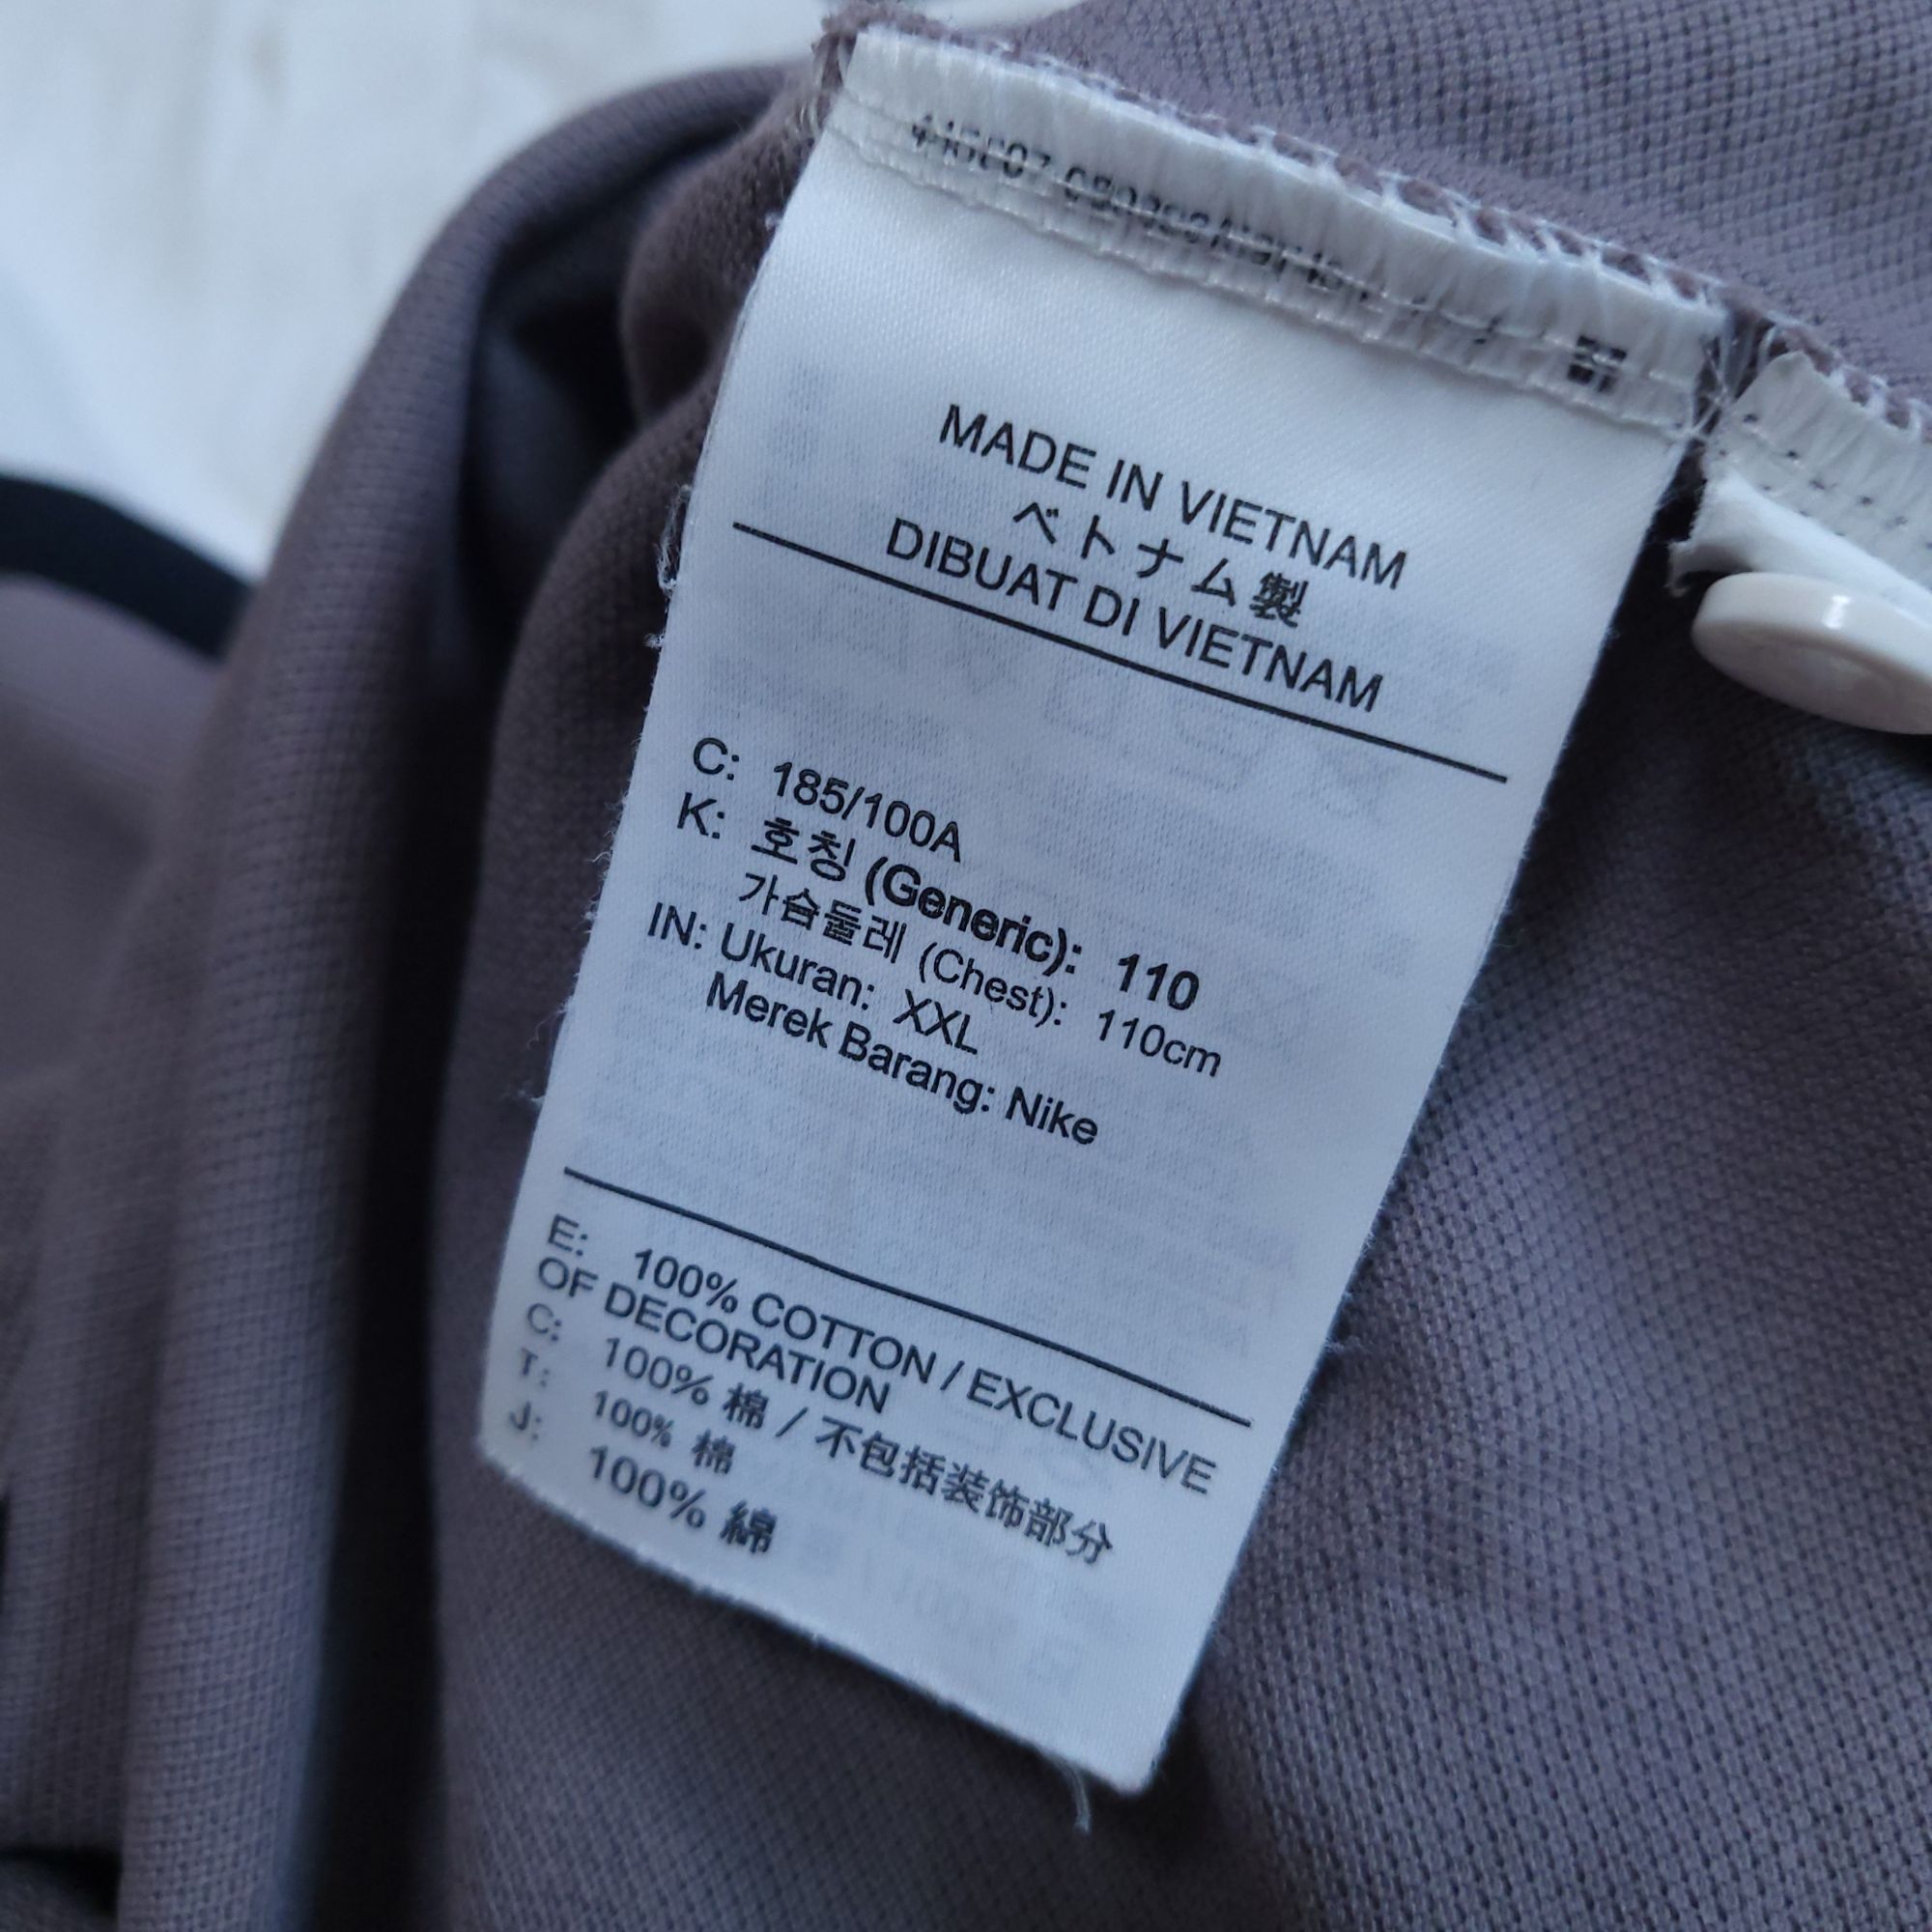 MADE IN VIETNAM
ベトナム製
DIBUAT DI VIETNAM
C: 185/100A
K: 호칭 (Generic): 110
가슴둘레 (Chest): 110cm
IN: Ukuran: XXL
Merek Barang: Nike
E: 100% COTTON / EXCLUSIVE
OF DECORATION
C: 100% 棉 / 不包括装饰部分
T: 100% 棉
J: 100% 綿